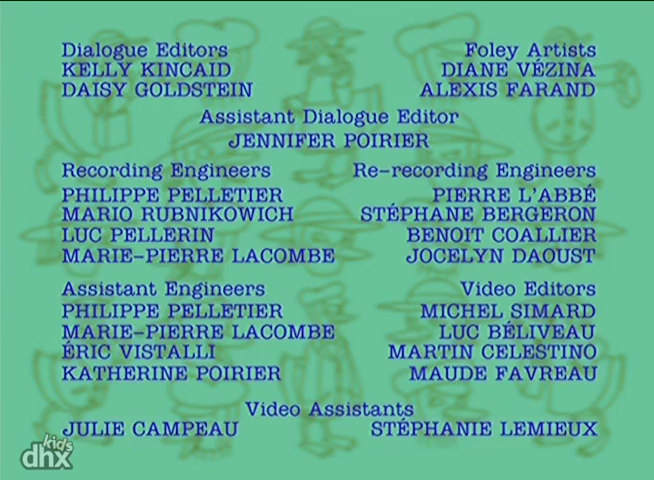 Dialogue Editors Foley Artists
KELLY KINCAID DIANE VÉZINA
DAISY GOLDSTEIN ALEXIS FARAND
Assistant Dialogue Editor
JENNIFER POIRIER
Recording Engineers Re-recording Engineers
PHILIPPE PELLETIER PIERRE L'ABBÉ
MARIO RUBNIKOWICH STÉPHANE BERGERON
LUC PELLERIN BENOIT COALLIER
MARIE-PIERRE LACOMBE JOCELYN DAOUST
Assistant Engineers Video Editors
PHILIPPE PELLETIER MICHEL SIMARD
MARIE-PIERRE LACOMBE LUC BÉLIVEAU
ÉRIC VISTALLI MARTIN CELESTINO
KATHERINE POIRIER MAUDE FAVREAU
Video Assistants
JULIE CAMPEAU STÉPHANIE LEMIEUX
kids
dhx